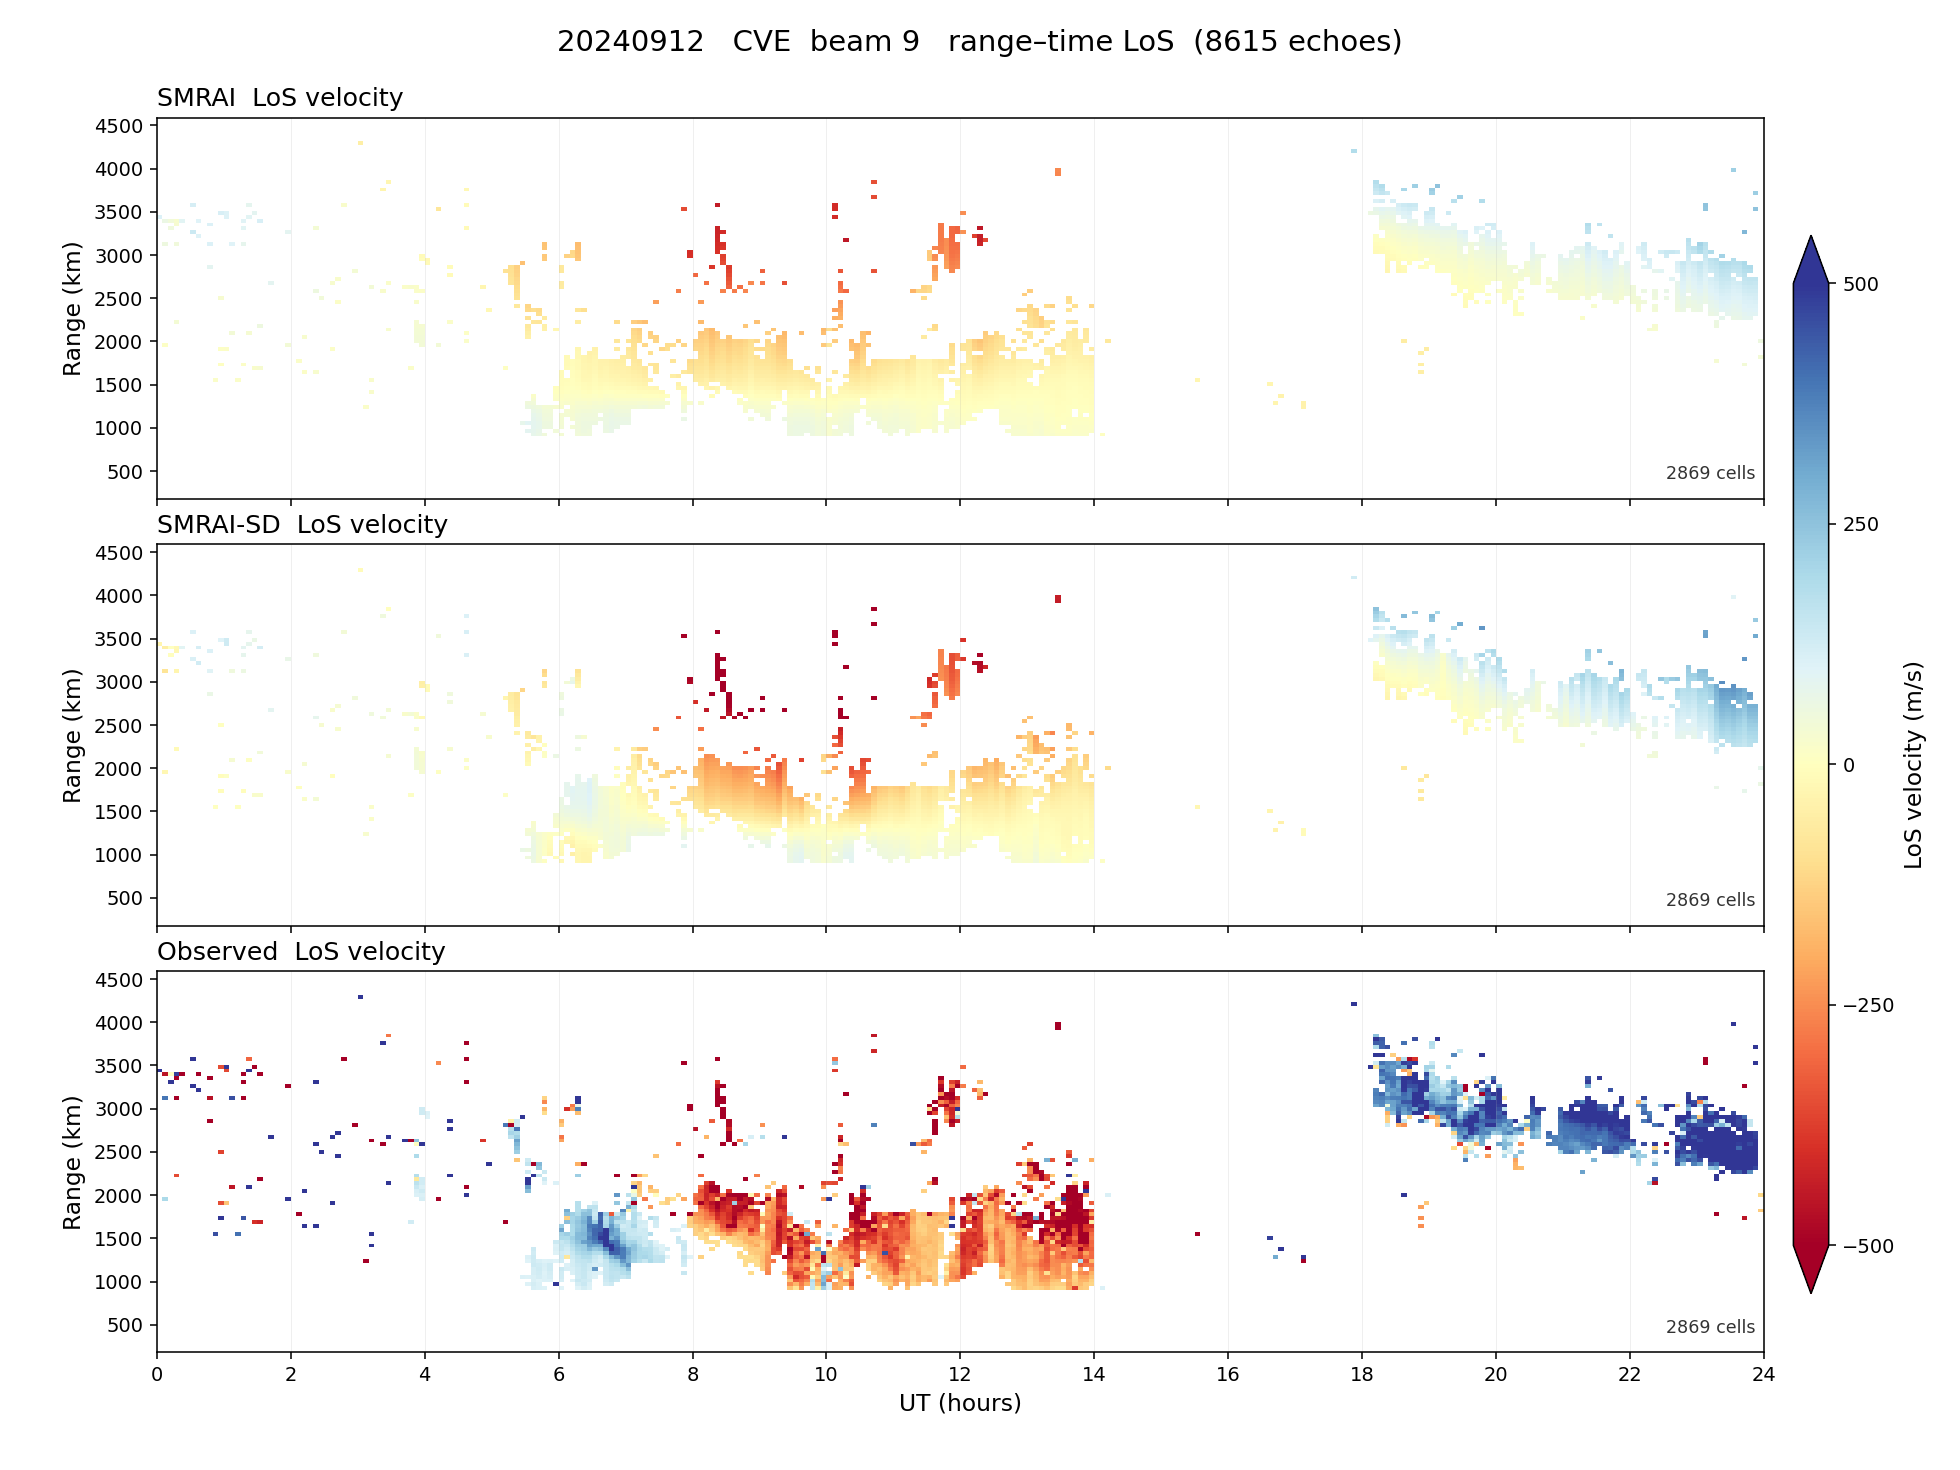 20240912   CVE  beam 9   range–time LoS  (8615 echoes)
SMRAI  LoS velocity
4500
4000
3500
3000
2500
2000
1500
1000
500
Range (km)
2869 cells
SMRAI-SD  LoS velocity
4500
4000
3500
3000
2500
2000
1500
1000
500
Range (km)
2869 cells
Observed  LoS velocity
4500
4000
3500
3000
2500
2000
1500
1000
500
Range (km)
2869 cells
0 2 4 6 8 10 12 14 16 18 20 22 24
UT (hours)
500
250
0
−250
−500
LoS velocity (m/s)